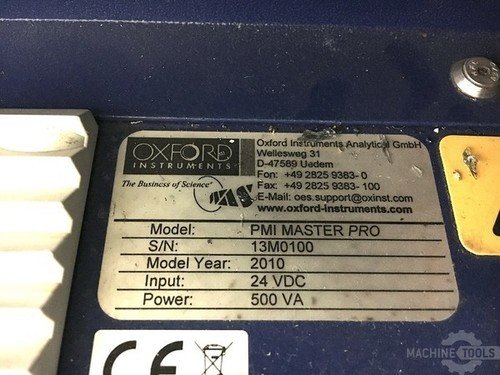 OXFORD
INSTRUMENTS
The Business of Science®
Oxford Instruments Analytical GmbH
Wellesweg 31
D-47589 Uedem
Fon: +49 2825 9383- 0
Fax: +49 2825 9383- 100
E-Mail: oes.support@oxinst.com
www.oxford-instruments.com
Model: PMI MASTER PRO
S/N: 13M0100
Model Year: 2010
Input: 24 VDC
Power: 500 VA
CE
MACHINE TOOLS